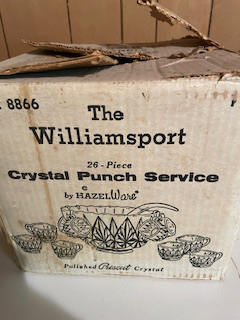 8866
The
Williamsport
26-Piece
Crystal Punch Service
by HAZELWare
Polished Prescut Crystal